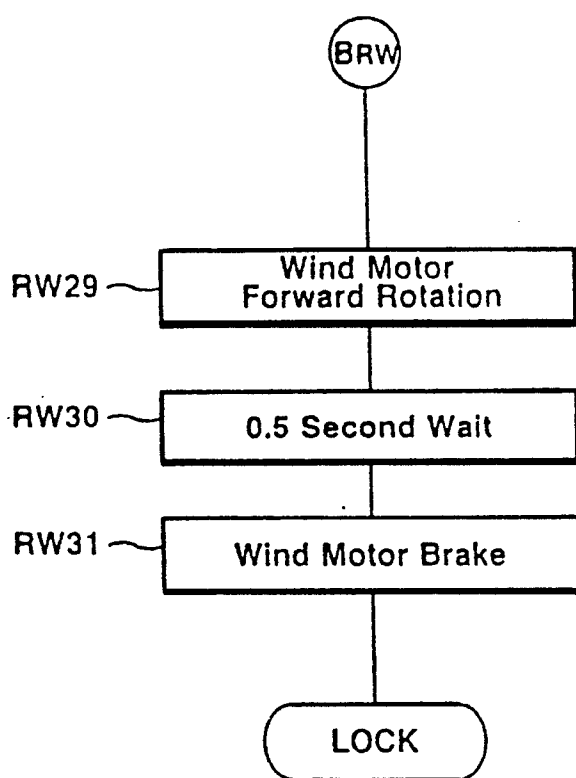 BRW
RW29
Wind Motor
Forward Rotation
RW30
0.5 Second Wait
RW31
Wind Motor Brake
LOCK